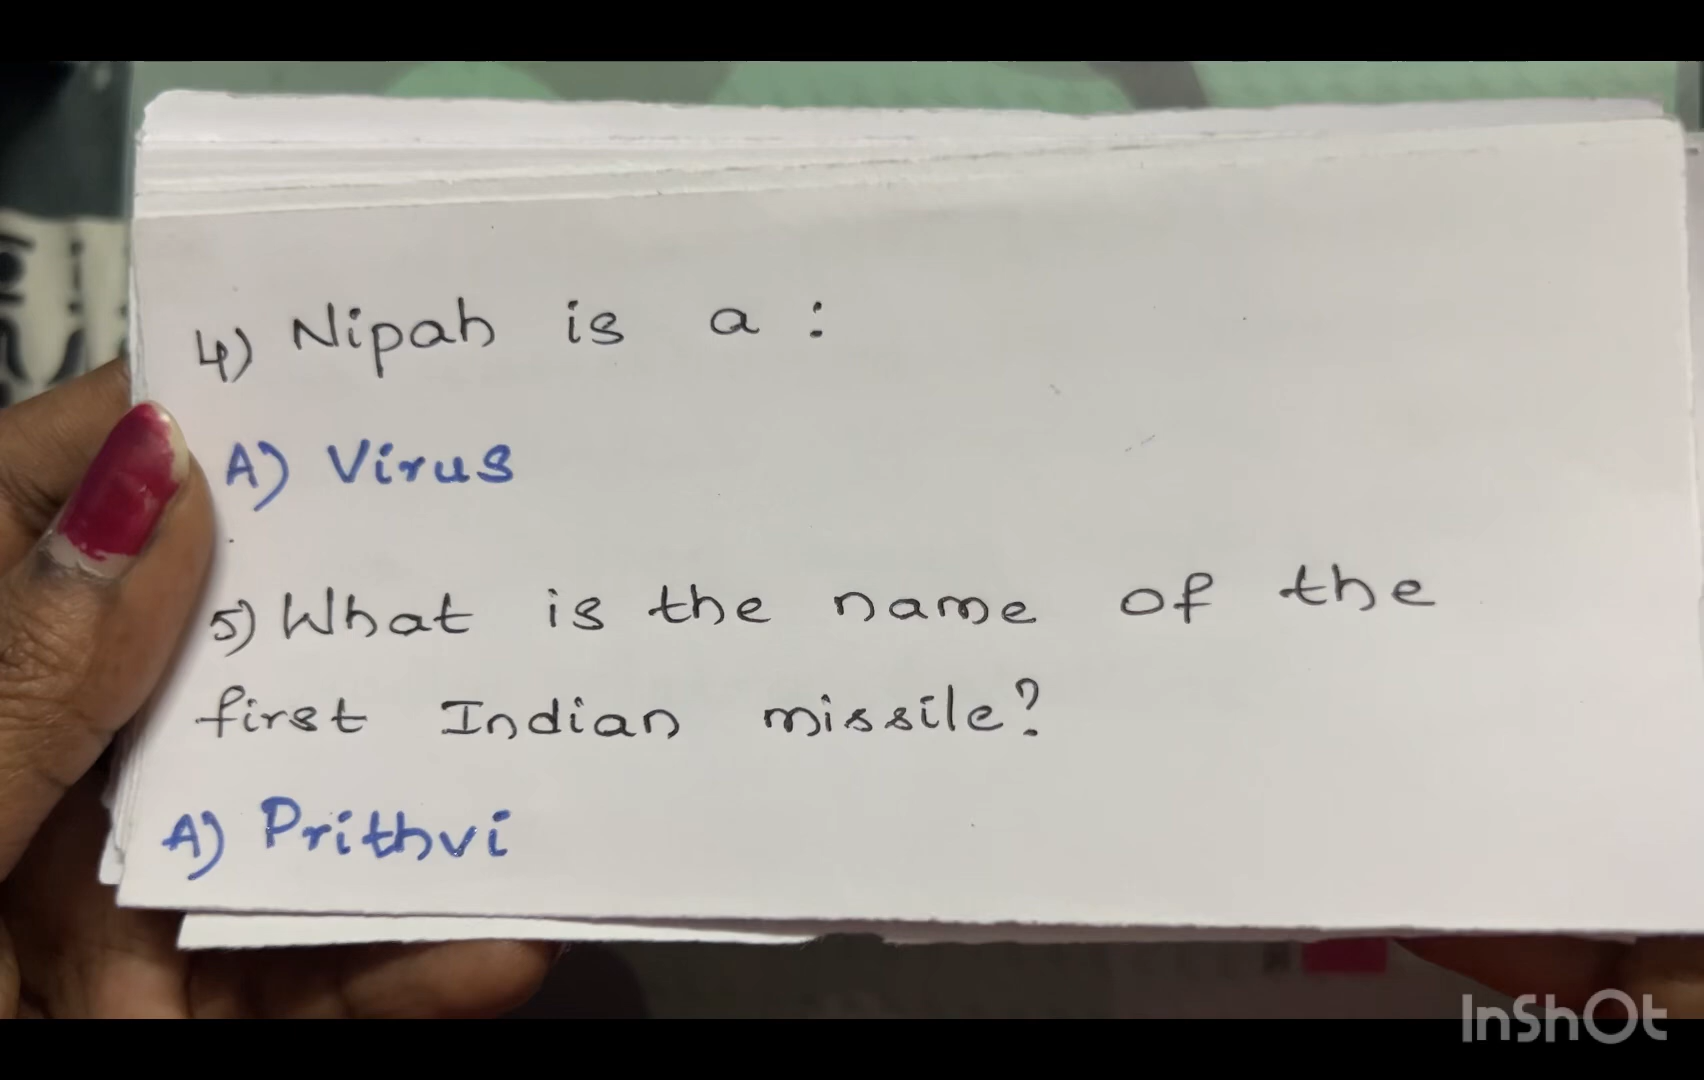 4) Nipah is a :
A) Virus
5) What is the name of the
first Indian missile?
A) Prithvi
InShOt